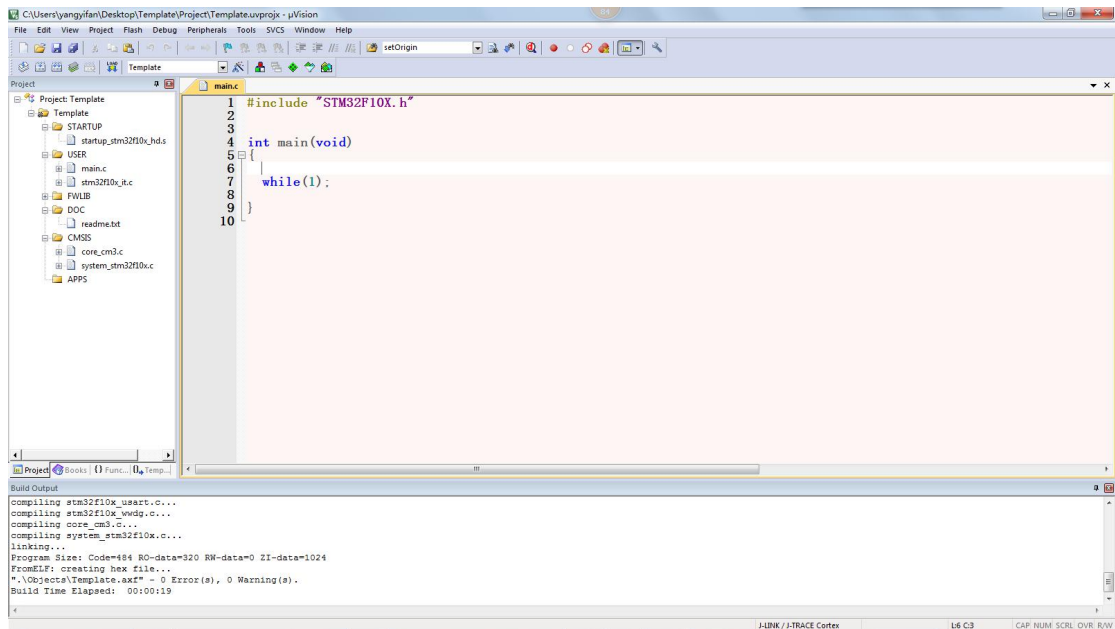 C:\Users\yangyifan\Desktop\Template\Project\Template.uvprojx - µVision
File Edit View Project Flash Debug Peripherals Tools SVCS Window Help
setOrigin
LOAD
Template
Project
Project: Template
Template
STARTUP
startup_stm32f10x_hd.s
USER
main.c
stm32f10x_it.c
FWLIB
DOC
readme.txt
CMSIS
core_cm3.c
system_stm32f10x.c
APPS
Project Books {} Func... 0 Temp...
main.c
1 #include "STM32F10X.h"
2
3
4 int main(void)
5 {
6
7 while(1);
8
9 }
10
Build Output
compiling stm32f10x_usart.c...
compiling stm32f10x_wwdg.c...
compiling core_cm3.c...
compiling system_stm32f10x.c...
linking...
Program Size: Code=484 RO-data=320 RW-data=0 ZI-data=1024
FromELF: creating hex file...
".\Objects\Template.axf" - 0 Error(s), 0 Warning(s).
Build Time Elapsed: 00:00:19
J-LINK / J-TRACE Cortex L:6 C:3 CAP NUM SCRL OVR R/W